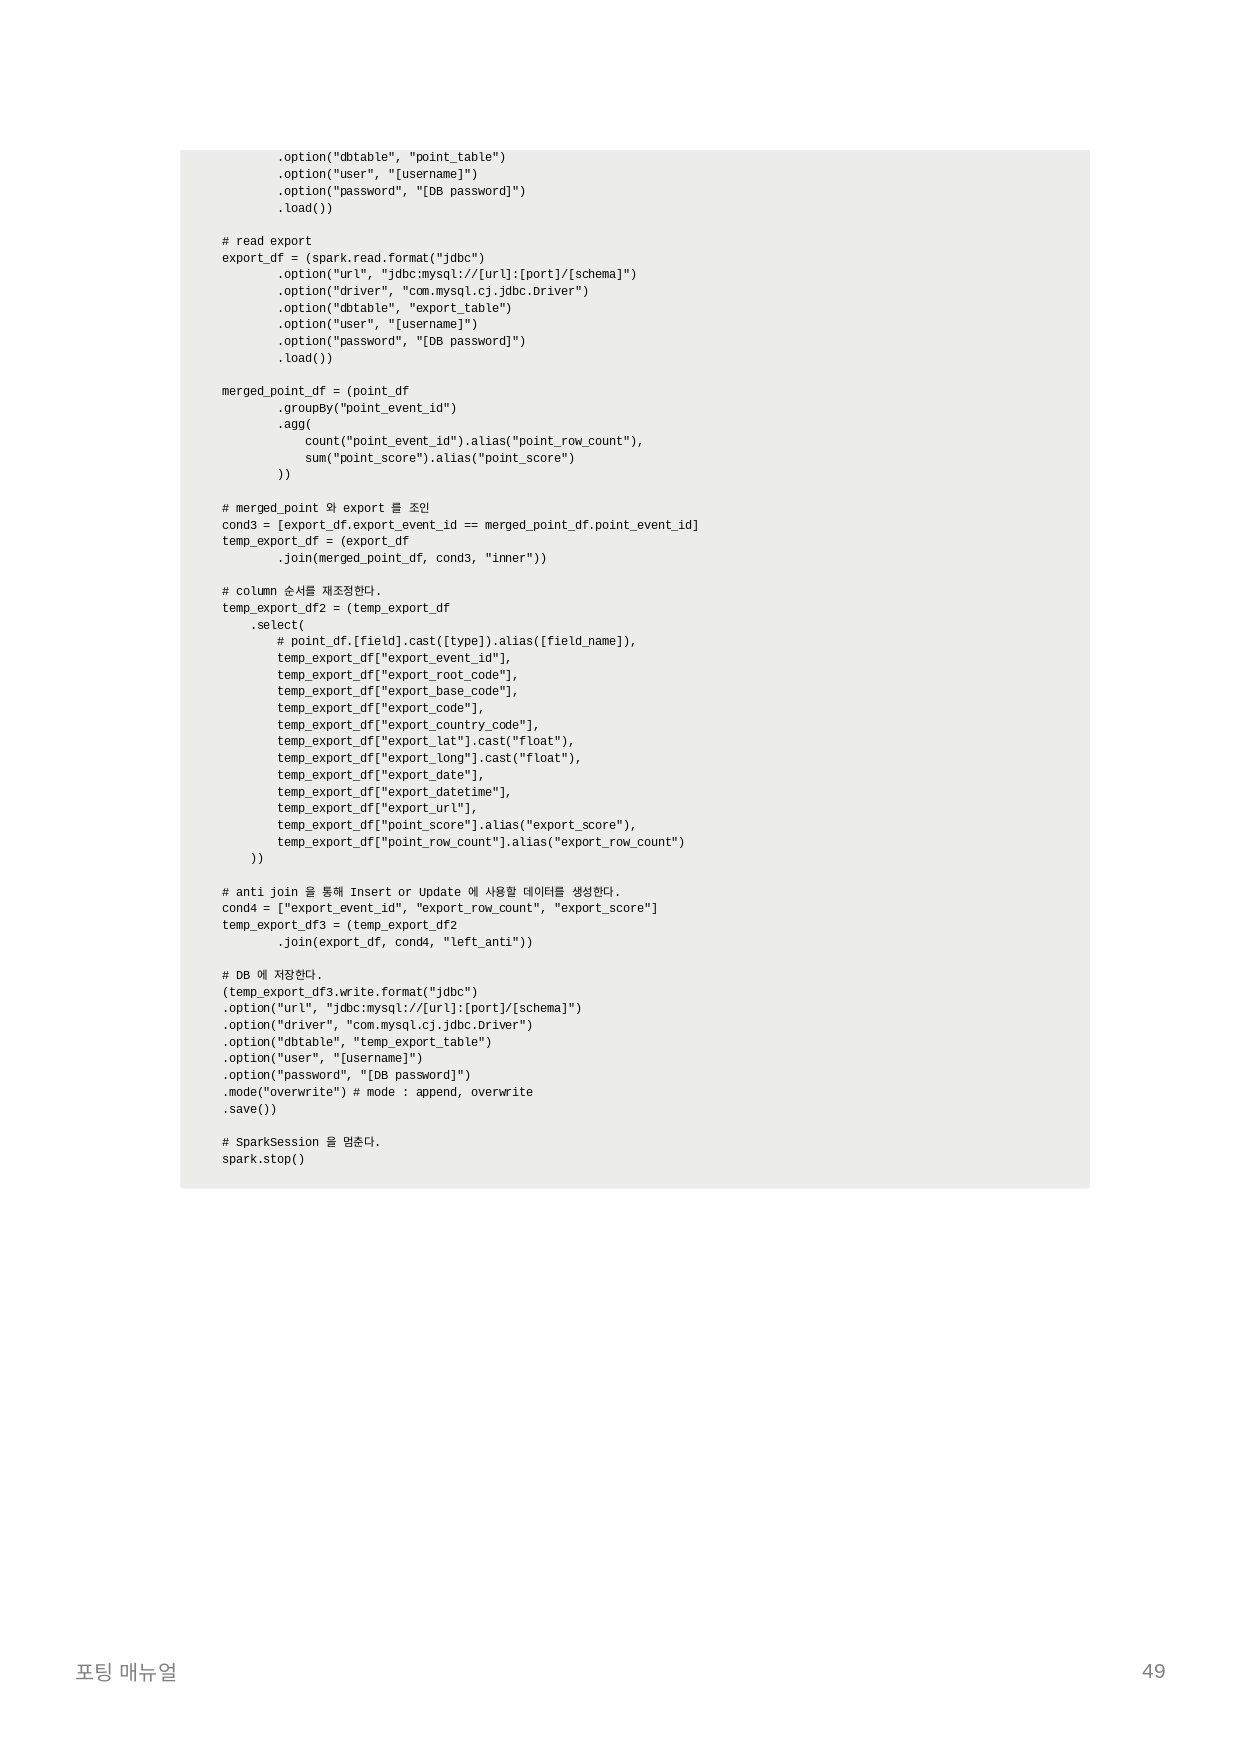 .option("dbtable", "point_table")
        .option("user", "[username]")
        .option("password", "[DB password]")
        .load())

# read export
export_df = (spark.read.format("jdbc")
        .option("url", "jdbc:mysql://[url]:[port]/[schema]")
        .option("driver", "com.mysql.cj.jdbc.Driver")
        .option("dbtable", "export_table")
        .option("user", "[username]")
        .option("password", "[DB password]")
        .load())

merged_point_df = (point_df
        .groupBy("point_event_id")
        .agg(
            count("point_event_id").alias("point_row_count"),
            sum("point_score").alias("point_score")
        ))

# merged_point 와 export 를 조인
cond3 = [export_df.export_event_id == merged_point_df.point_event_id]
temp_export_df = (export_df
        .join(merged_point_df, cond3, "inner"))

# column 순서를 재조정한다.
temp_export_df2 = (temp_export_df
    .select(
        # point_df.[field].cast([type]).alias([field_name]),
        temp_export_df["export_event_id"],
        temp_export_df["export_root_code"],
        temp_export_df["export_base_code"],
        temp_export_df["export_code"],
        temp_export_df["export_country_code"],
        temp_export_df["export_lat"].cast("float"),
        temp_export_df["export_long"].cast("float"),
        temp_export_df["export_date"],
        temp_export_df["export_datetime"],
        temp_export_df["export_url"],
        temp_export_df["point_score"].alias("export_score"),
        temp_export_df["point_row_count"].alias("export_row_count")
    ))

# anti join 을 통해 Insert or Update 에 사용할 데이터를 생성한다.
cond4 = ["export_event_id", "export_row_count", "export_score"]
temp_export_df3 = (temp_export_df2
        .join(export_df, cond4, "left_anti"))

# DB 에 저장한다.
(temp_export_df3.write.format("jdbc")
.option("url", "jdbc:mysql://[url]:[port]/[schema]")
.option("driver", "com.mysql.cj.jdbc.Driver")
.option("dbtable", "temp_export_table")
.option("user", "[username]")
.option("password", "[DB password]")
.mode("overwrite") # mode : append, overwrite
.save())

# SparkSession 을 멈춘다.
spark.stop()
포팅 매뉴얼
49